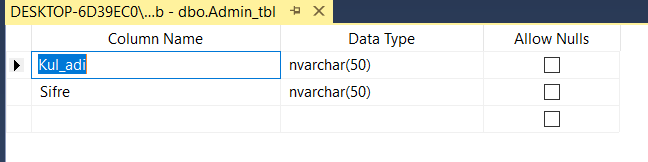 DESKTOP-6D39EC0\...b - dbo.Admin_tbl
Column Name Data Type Allow Nulls
Kul_adi nvarchar(50)
Sifre nvarchar(50)